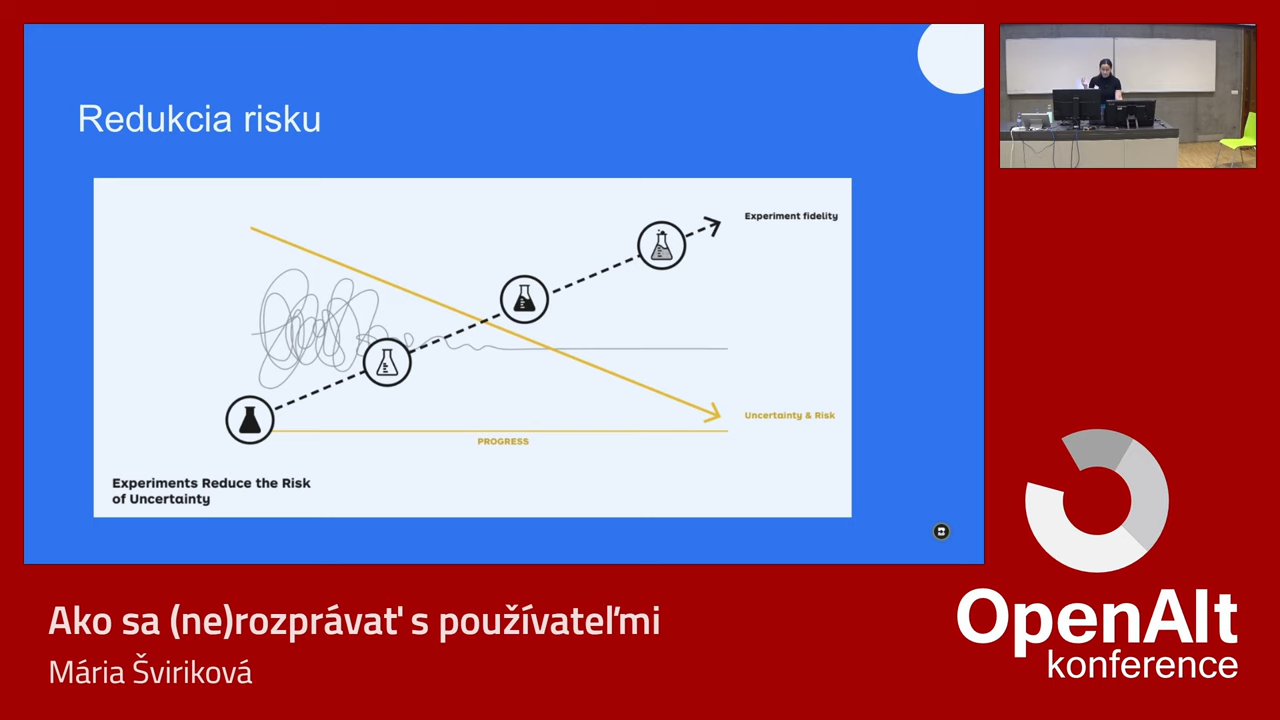 Redukcia risku
Experiment fidelity
Uncertainty & Risk
PROGRESS
Experiments Reduce the Risk
of Uncertainty
Ako sa (ne)rozprávať s používateľmi
Mária Šviriková
OpenAlt
konference